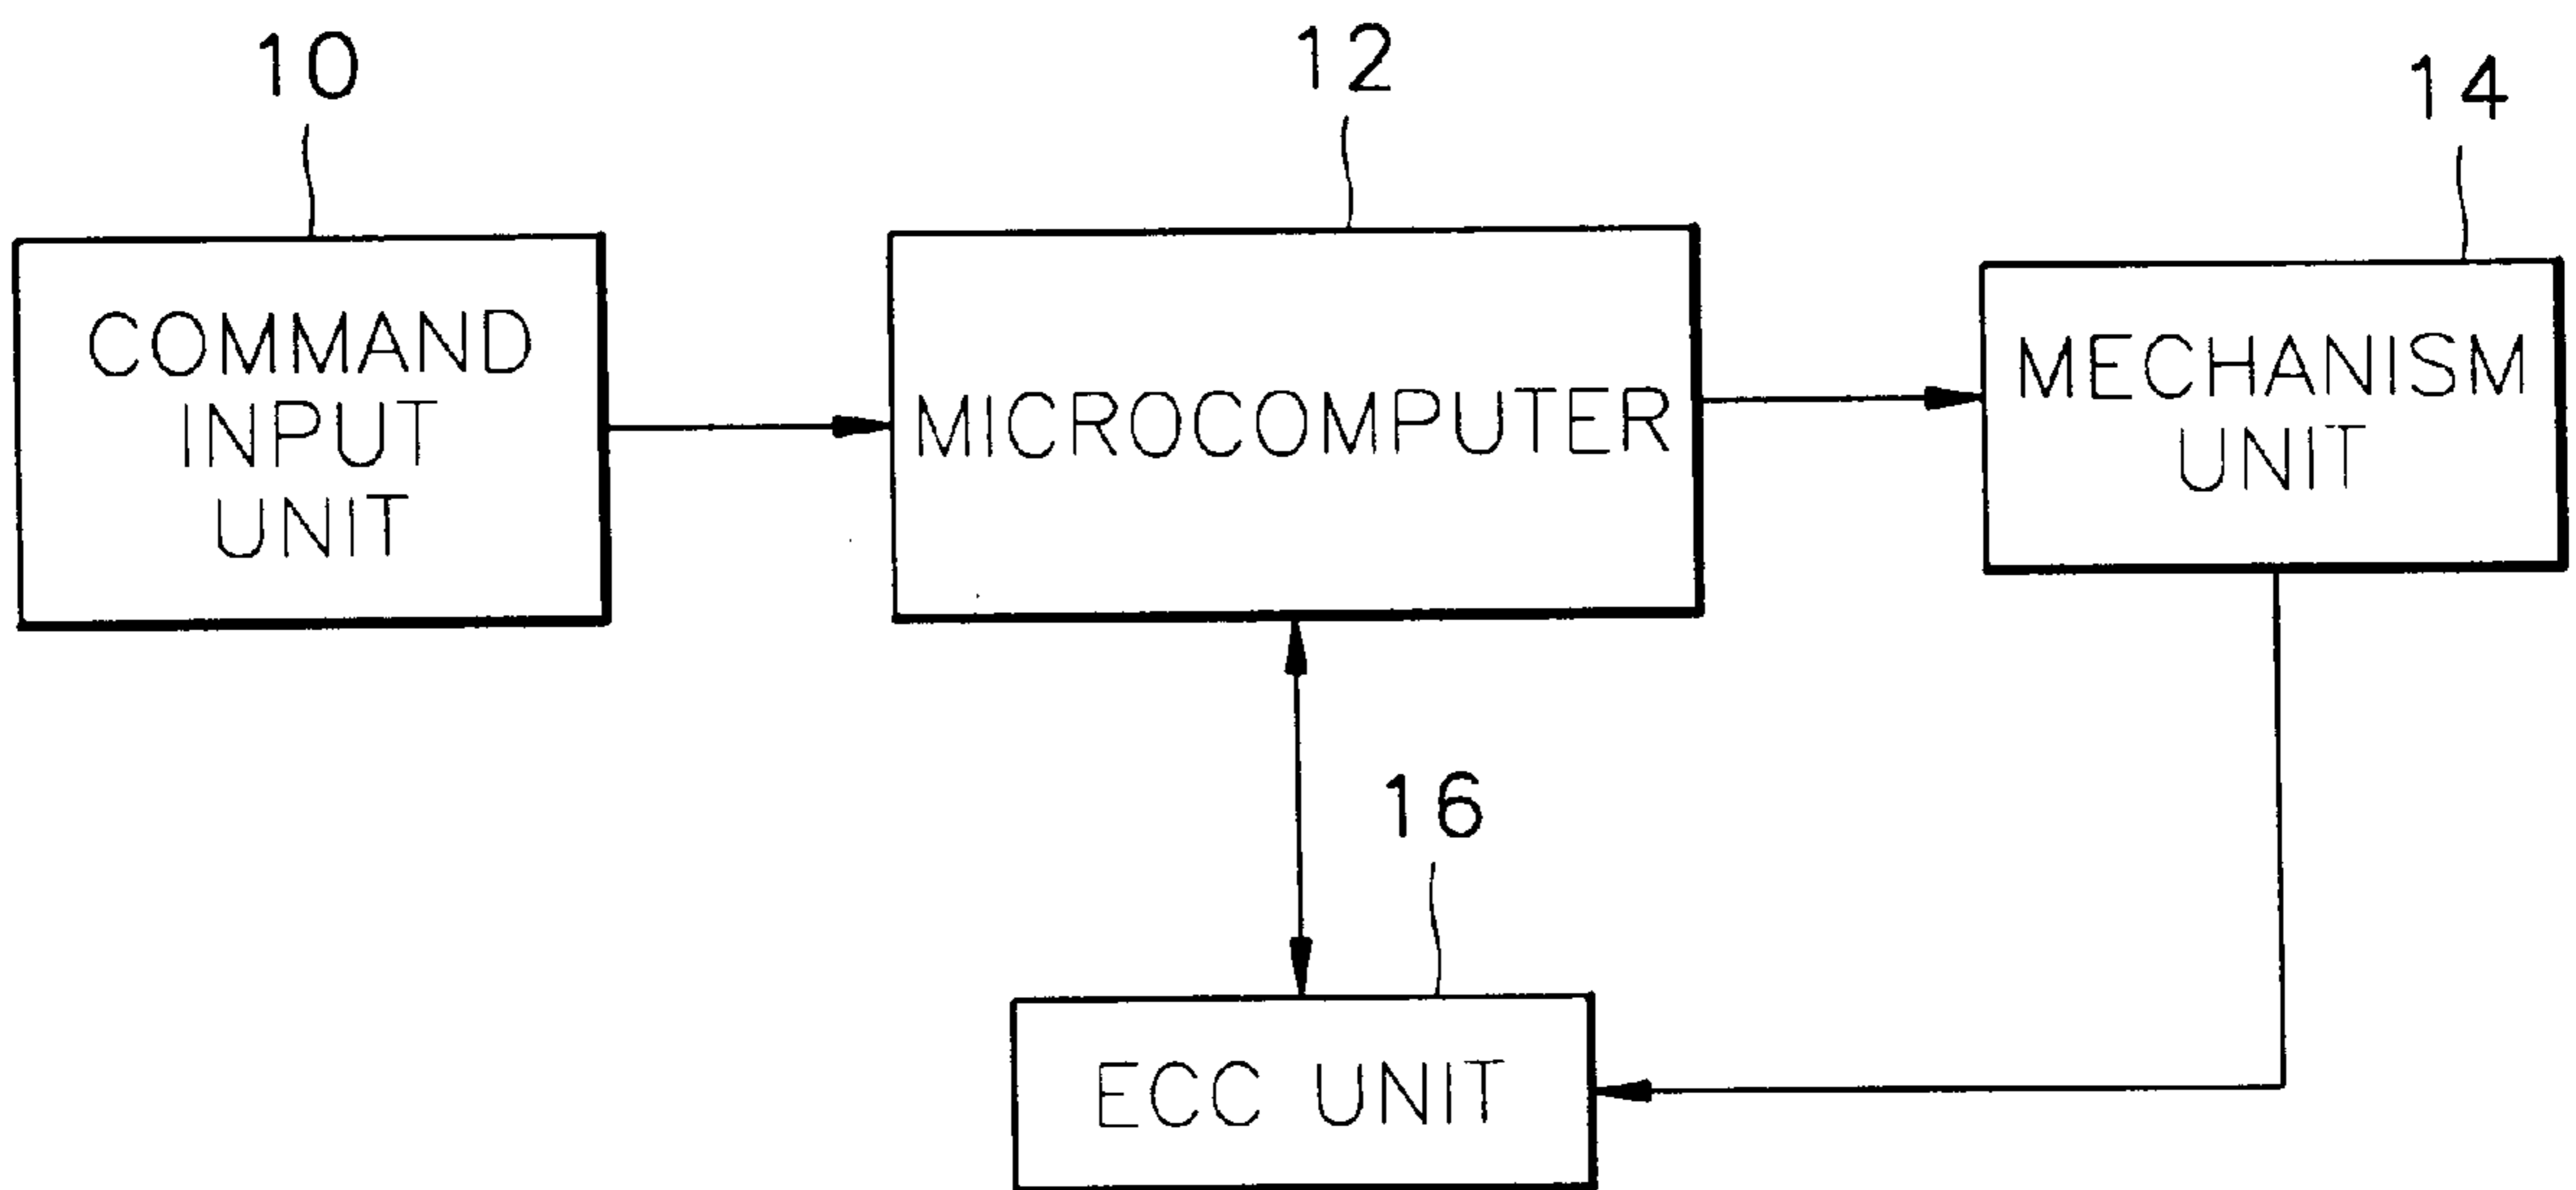 10
12
14
COMMAND
INPUT
UNIT
MICROCOMPUTER
MECHANISM
UNIT
16
ECC UNIT